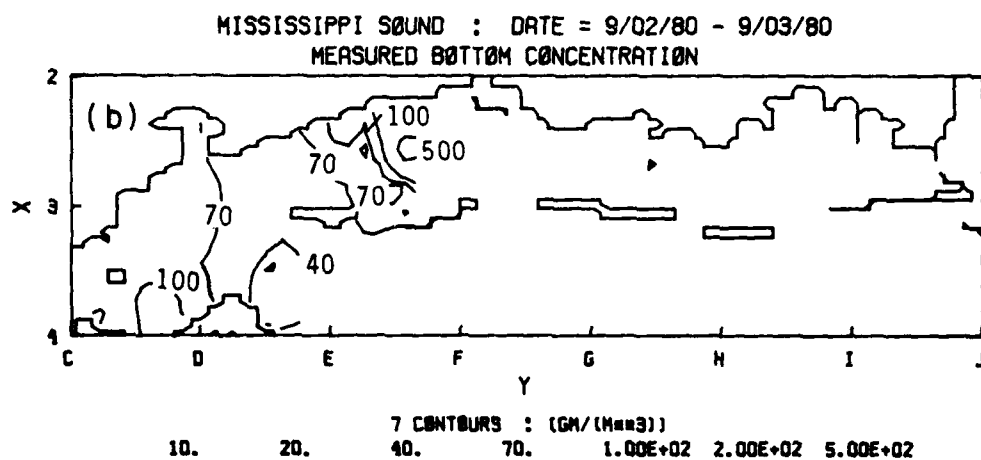 MISSISSIPPI SØUND : DATE = 9/02/80 - 9/03/80
MEASURED BØTTØM CØNCENTRATIØN
2
(b)
100
500
70
X
3
70
70
40
100
4
C D E F G H I J
Y
7 CØNTØURS : (GM/(M**3))
10. 20. 40. 70. 1.00E+02 2.00E+02 5.00E+02